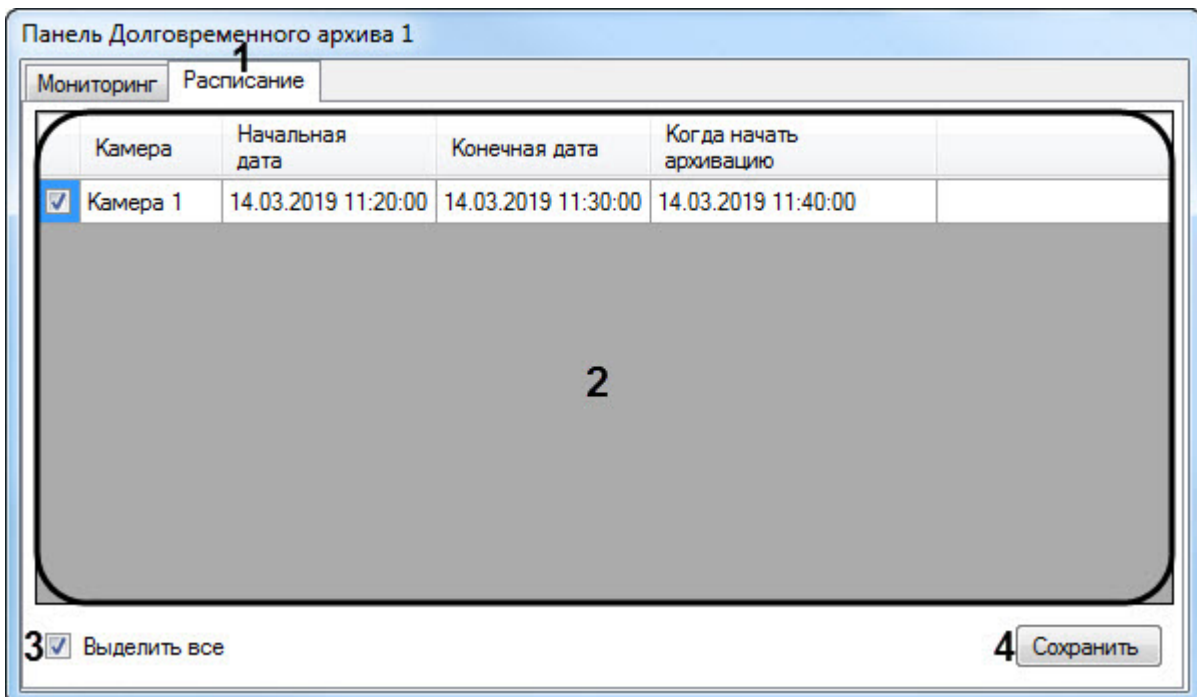 Панель Долговременного архива 1
1
Мониторинг Расписание
Камера Начальная дата Конечная дата Когда начать архивацию
Камера 1 14.03.2019 11:20:00 14.03.2019 11:30:00 14.03.2019 11:40:00
2
3 Выделить все 4 Сохранить